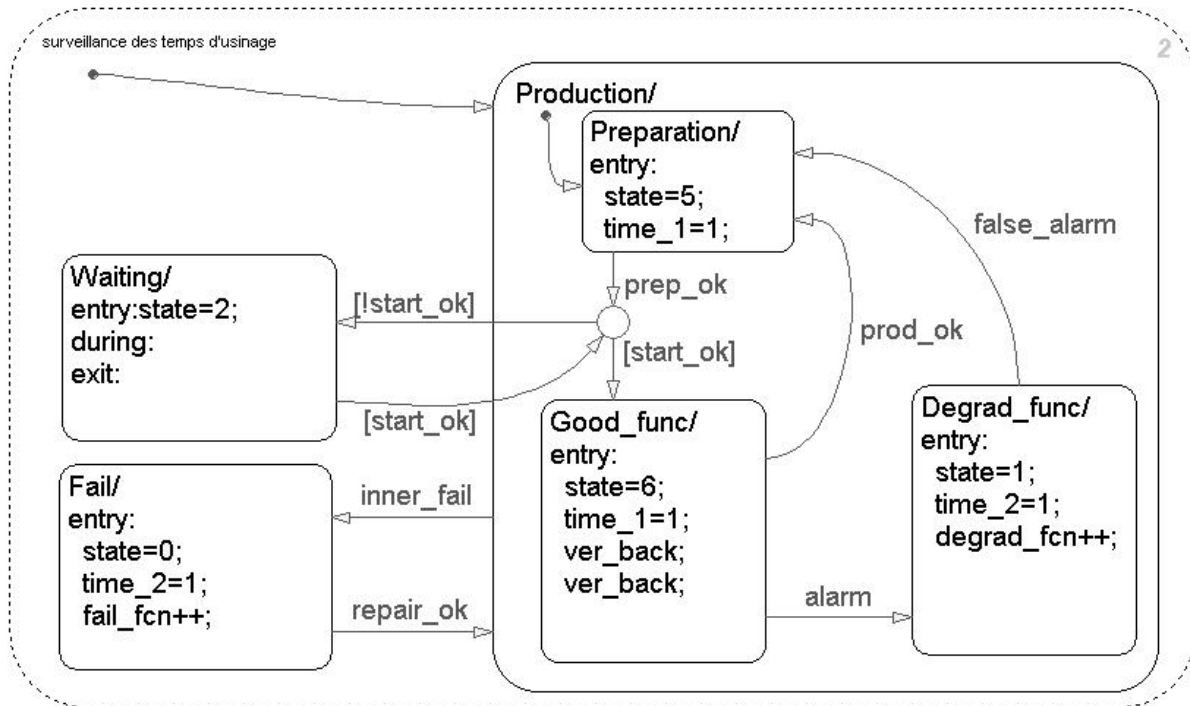 surveillance des temps d'usinage
2
Production/
Preparation/
entry:
state=5;
time_1=1;
false_alarm
Waiting/
entry:state=2;
during:
exit:
[!start_ok]
prep_ok
prod_ok
[start_ok]
[start_ok]
Good_func/
entry:
state=6;
time_1=1;
ver_back;
ver_back;
Degrad_func/
entry:
state=1;
time_2=1;
degrad_fcn++;
Fail/
entry:
state=0;
time_2=1;
fail_fcn++;
inner_fail
alarm
repair_ok